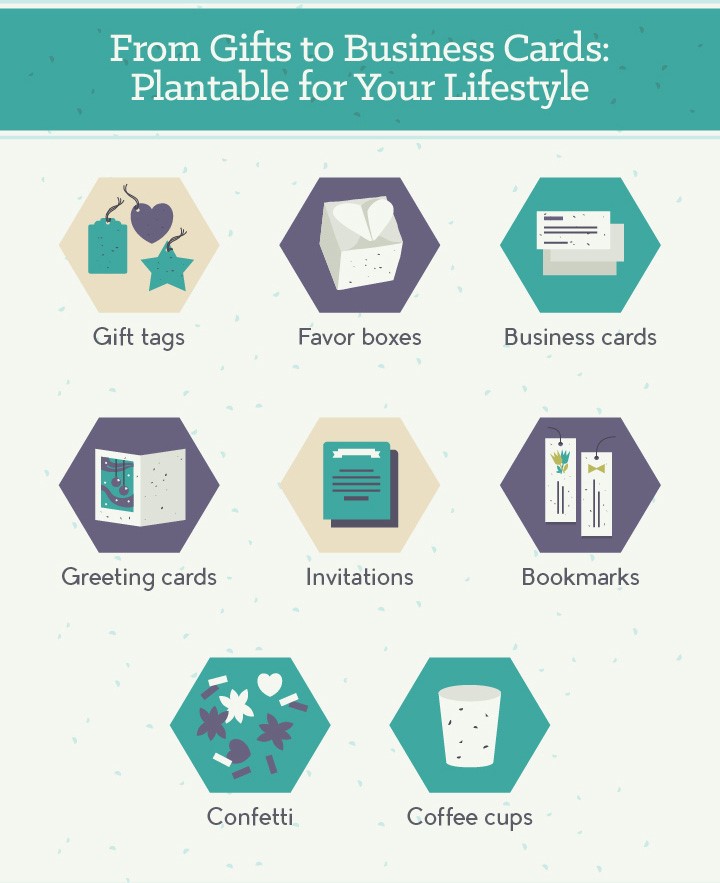 From Gifts to Business Cards:
Plantable for Your Lifestyle
Gift tags
Favor boxes
Business cards
Greeting cards
Invitations
Bookmarks
Confetti
Coffee cups